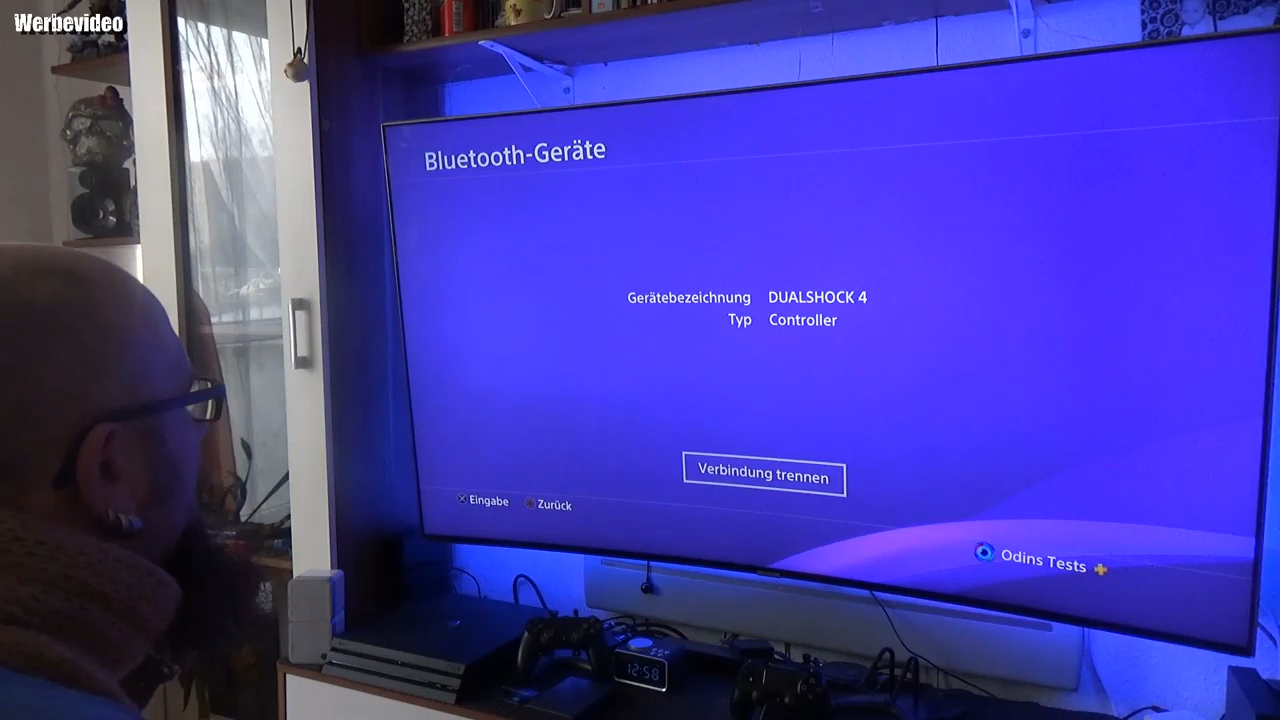 Werbevideo
Bluetooth-Geräte
Gerätebezeichnung DUALSHOCK 4
Typ Controller
Verbindung trennen
Eingabe Zurück
Odins Tests
12:58